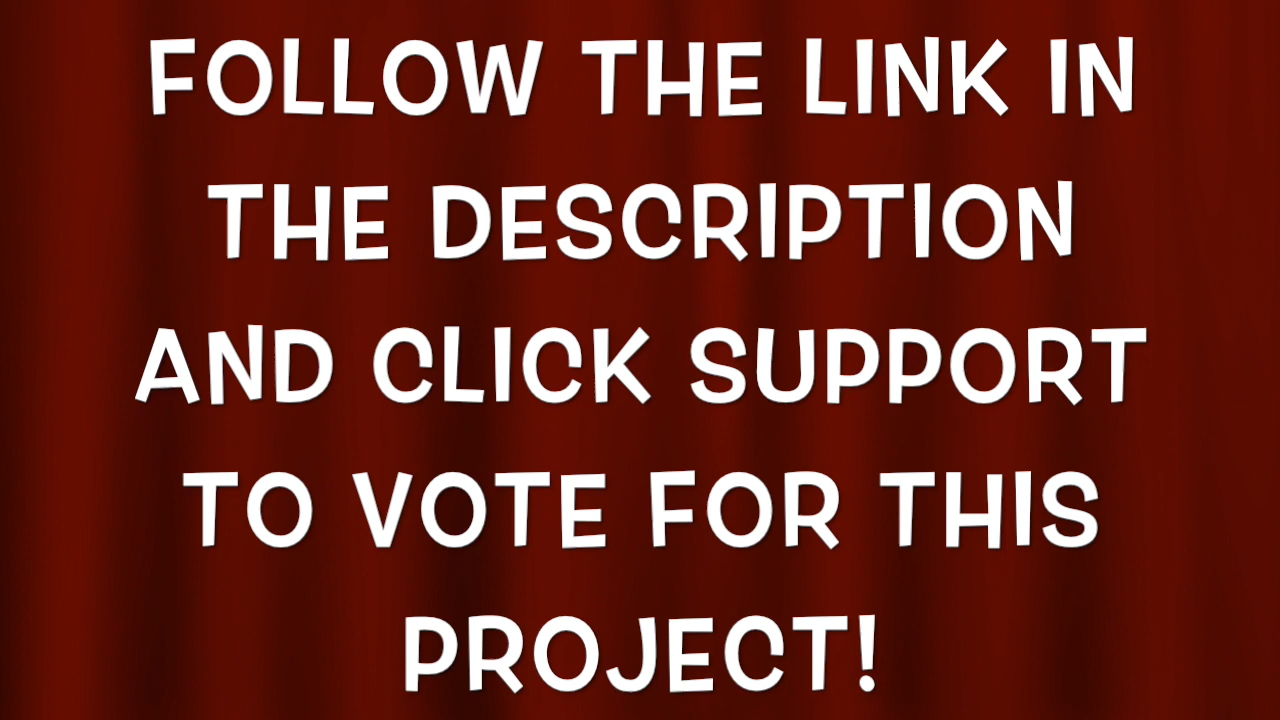 FOLLOW THE LINK IN
THE DESCRIPTION
AND CLICK SUPPORT
TO VOTE FOR THIS
PROJECT!